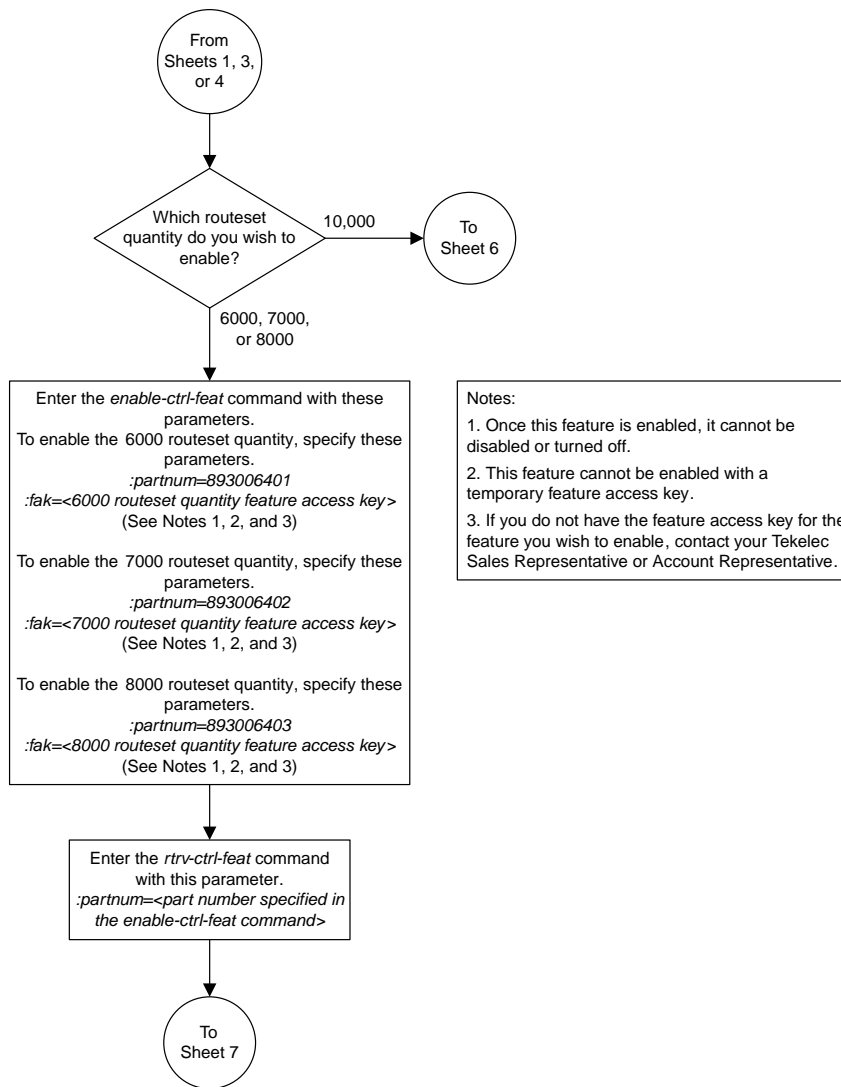 From
Sheets 1, 3,
or 4
Which routeset
quantity do you wish to
enable?
10,000
To
Sheet 6
6000, 7000,
or 8000
Enter the enable-ctrl-feat command with these
parameters.
To enable the 6000 routeset quantity, specify these
parameters.
:partnum=893006401
:fak=<6000 routeset quantity feature access key>
(See Notes 1, 2, and 3)
To enable the 7000 routeset quantity, specify these
parameters.
:partnum=893006402
:fak=<7000 routeset quantity feature access key>
(See Notes 1, 2, and 3)
To enable the 8000 routeset quantity, specify these
parameters.
:partnum=893006403
:fak=<8000 routeset quantity feature access key>
(See Notes 1, 2, and 3)
Notes:
1. Once this feature is enabled, it cannot be
disabled or turned off.
2. This feature cannot be enabled with a
temporary feature access key.
3. If you do not have the feature access key for the
feature you wish to enable, contact your Tekelec
Sales Representative or Account Representative.
Enter the rtrv-ctrl-feat command
with this parameter.
:partnum=<part number specified in
the enable-ctrl-feat command>
To
Sheet 7